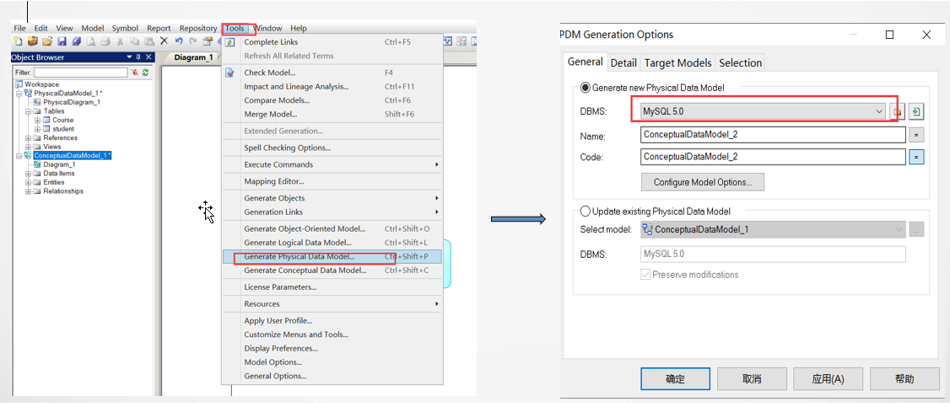 File Edit View Model Symbol Report Repository Tools Window Help
Object Browser
Filter:
Workspace
PhysicalDataModel_1 *
PhysicalDiagram_1
Tables
Course
student
References
Views
ConceptualDataModel_1 *
Diagram_1
Data Items
Entities
Relationships
Diagram_1
Complete Links Ctrl+F5
Refresh All Related Terms
Check Model... F4
Impact and Lineage Analysis... Ctrl+F11
Compare Models... Ctrl+F6
Merge Model... Shift+F6
Extended Generation...
Spell Checking Options...
Execute Commands
Mapping Editor...
Generate Objects
Generation Links
Generate Object-Oriented Model... Ctrl+Shift+O
Generate Logical Data Model... Ctrl+Shift+L
Generate Physical Data Model... Ctrl+Shift+P
Generate Conceptual Data Model... Ctrl+Shift+C
License Parameters...
Resources
Apply User Profile...
Customize Menus and Tools...
Display Preferences...
Model Options...
General Options...
PDM Generation Options
General Detail Target Models Selection
Generate new Physical Data Model
DBMS: MySQL 5.0
Name: ConceptualDataModel_2 =
Code: ConceptualDataModel_2 =
Configure Model Options...
Update existing Physical Data Model
Select model: ConceptualDataModel_1 ...
DBMS: MySQL 5.0
Preserve modifications
确定 取消 应用(A) 帮助